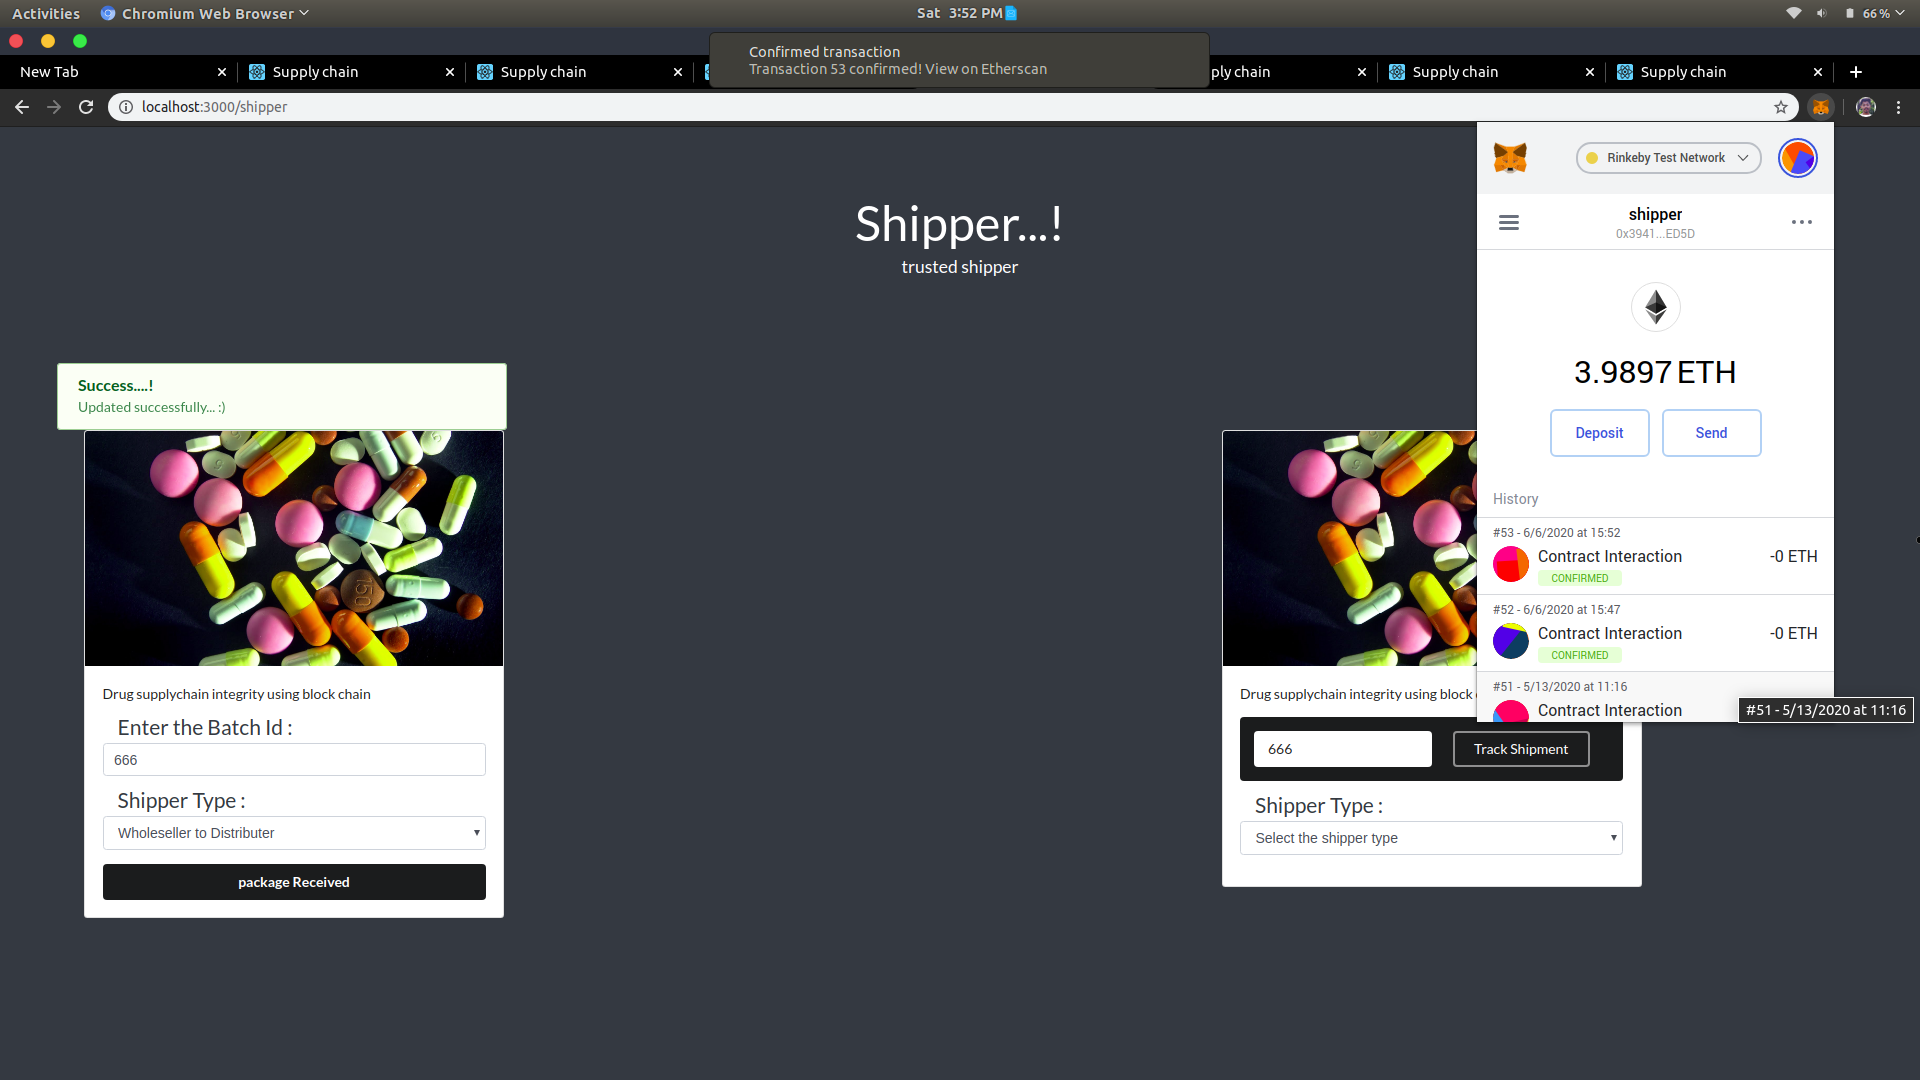 Activities
Chromium Web Browser
Sat 3:52 PM
66 %
New Tab
Supply chain
Supply chain
ply chain
Supply chain
Supply chain
Confirmed transaction
Transaction 53 confirmed! View on Etherscan
localhost:3000/shipper
Shipper...!
trusted shipper
Success....!
Updated successfully... :)
Drug supplychain integrity using block chain
Enter the Batch Id :
666
Shipper Type :
Wholeseller to Distributer
package Received
Drug supplychain integrity using block
666
Track Shipment
Shipper Type :
Select the shipper type
Rinkeby Test Network
shipper
0x3941...ED5D
3.9897 ETH
Deposit
Send
History
#53 - 6/6/2020 at 15:52
Contract Interaction
-0 ETH
CONFIRMED
#52 - 6/6/2020 at 15:47
Contract Interaction
-0 ETH
CONFIRMED
#51 - 5/13/2020 at 11:16
Contract Interaction
#51 - 5/13/2020 at 11:16